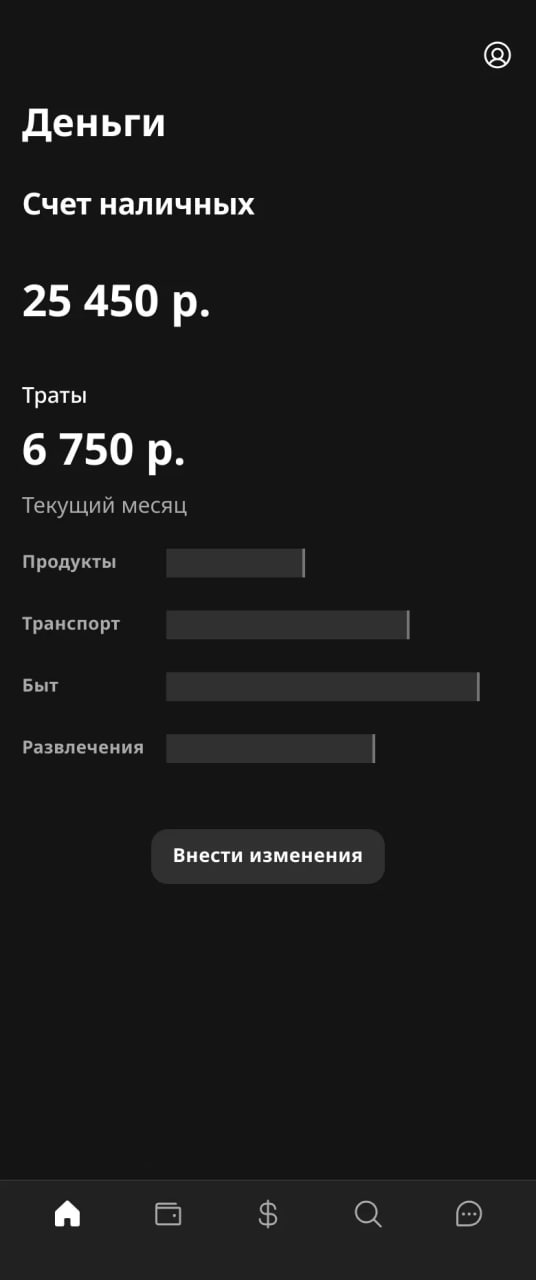 Деньги
Счет наличных
25 450 р.
Траты
6 750 р.
Текущий месяц
Продукты
Транспорт
Быт
Развлечения
Внести изменения